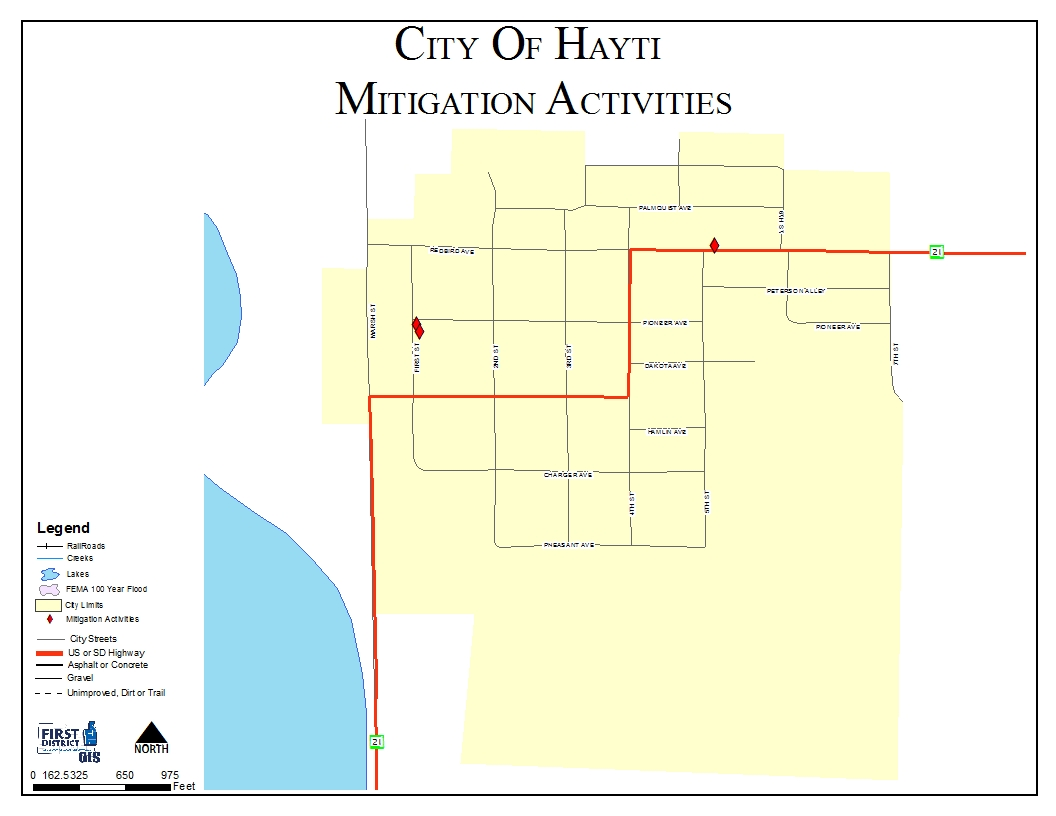 CITY OF HAYTI
MITIGATION ACTIVITIES
PALMQUIST AVE
6TH ST
REDBIRD AVE
21
PETERSON ALLEY
MARSH ST
PIONEER AVE
PIONEER AVE
FIRST ST
2ND ST
3RD ST
7TH ST
DAKOTA AVE
HAMLIN AVE
CHARGER AVE
4TH ST
5TH ST
PHEASANT AVE
Legend
RailRoads
Creeks
Lakes
FEMA 100 Year Flood
City Limits
Mitigation Activities
City Streets
US or SD Highway
Asphalt or Concrete
Gravel
Unimproved, Dirt or Trail
FIRST
DISTRICT
GIS
NORTH
21
0 162.5325 650 975
Feet